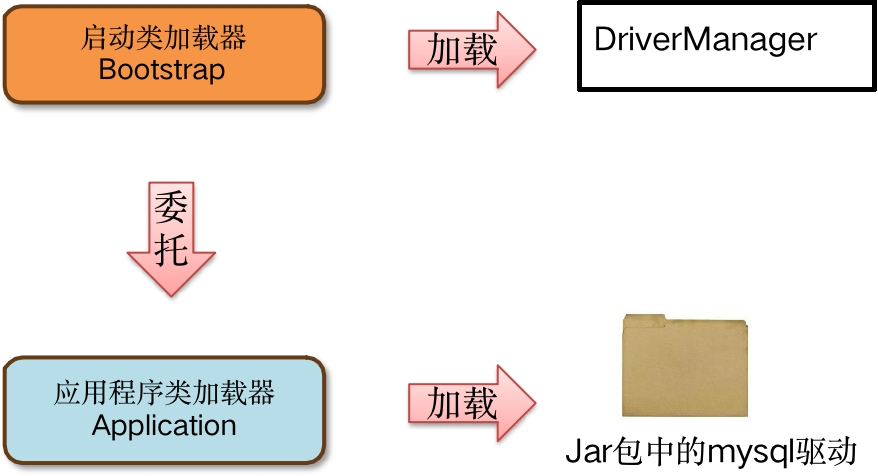 启动类加载器
Bootstrap
加载
DriverManager
委
托
应用程序类加载器
Application
加载
Jar包中的mysql驱动